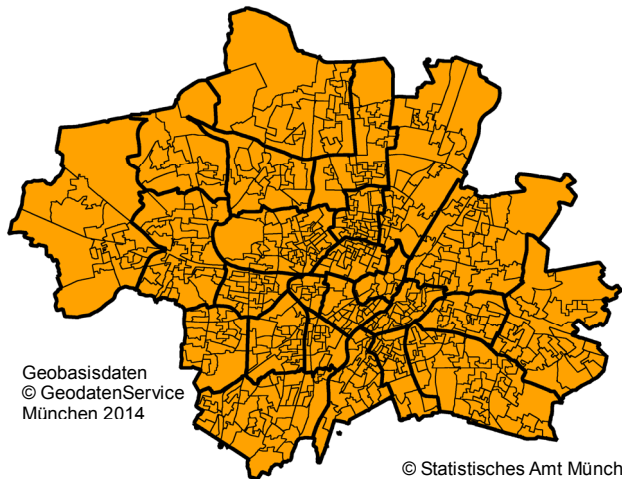 Geobasisdaten
© GeodatenService
München 2014
© Statistisches Amt Münch